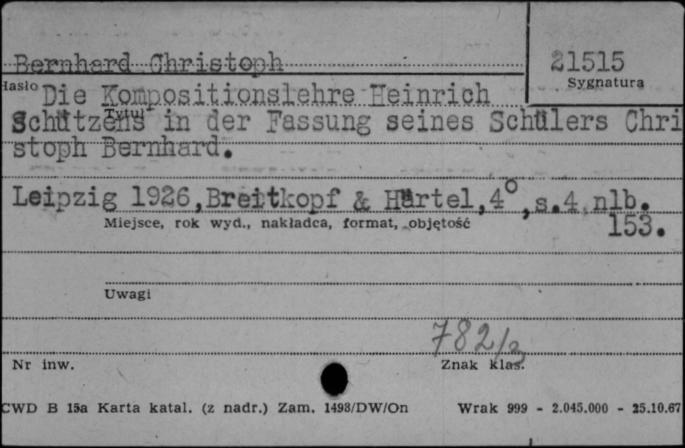 Bernhard Christoph
21515
Hasło
Sygnatura
Die Kompositionslehre Heinrich
Tytuł
Schützens in der Fassung seines Schülers Chri
stoph Bernhard.
Leipzig 1926,Breitkopf & Härtel,4°,s.4 nlb.
Miejsce, rok wyd., nakładca, format, objętość
153.
Uwagi
782/3
Nr inw.
Znak klas.
CWD B 15a Karta katal. (z nadr.) Zam. 1498/DW/On Wrak 999 - 2.045.000 - 25.10.67